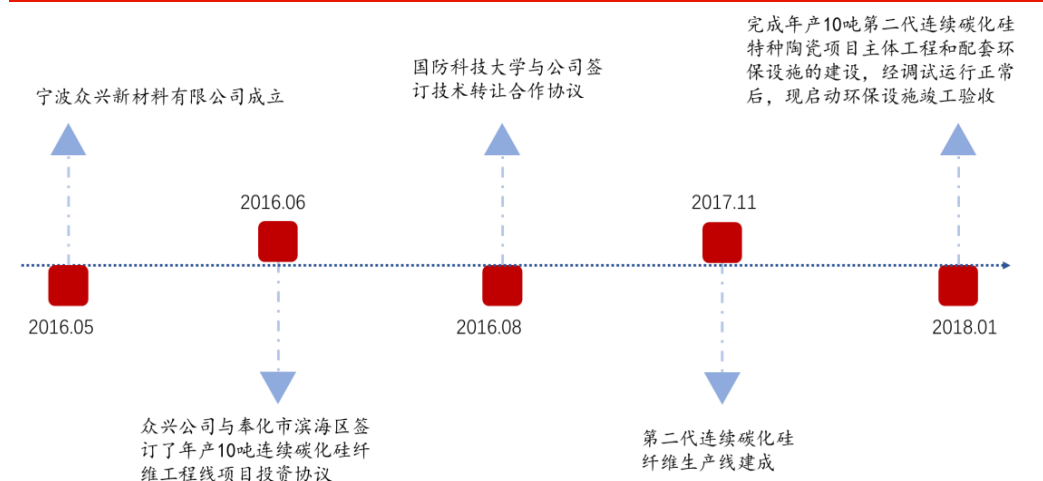 宁波众兴新材料有限公司成立
2016.05
2016.06
众兴公司与奉化市滨海区签
订了年产10吨连续碳化硅纤
维工程线项目投资协议
国防科技大学与公司签
订技术转让合作协议
2016.08
2017.11
第二代连续碳化硅
纤维生产线建成
完成年产10吨第二代连续碳化硅
特种陶瓷项目主体工程和配套环
保设施的建设，经调试运行正常
后，现启动环保设施竣工验收
2018.01